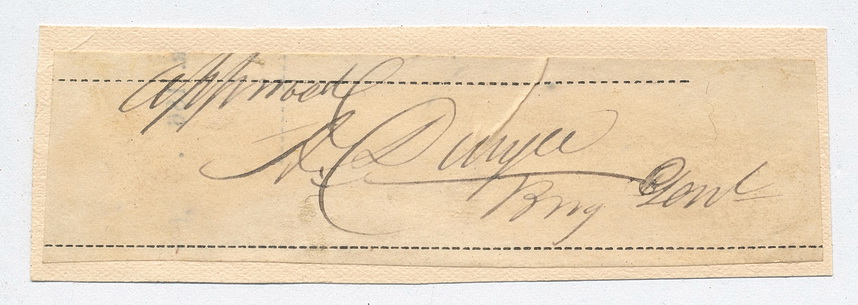 approved
A. Duryee
Brig Genl